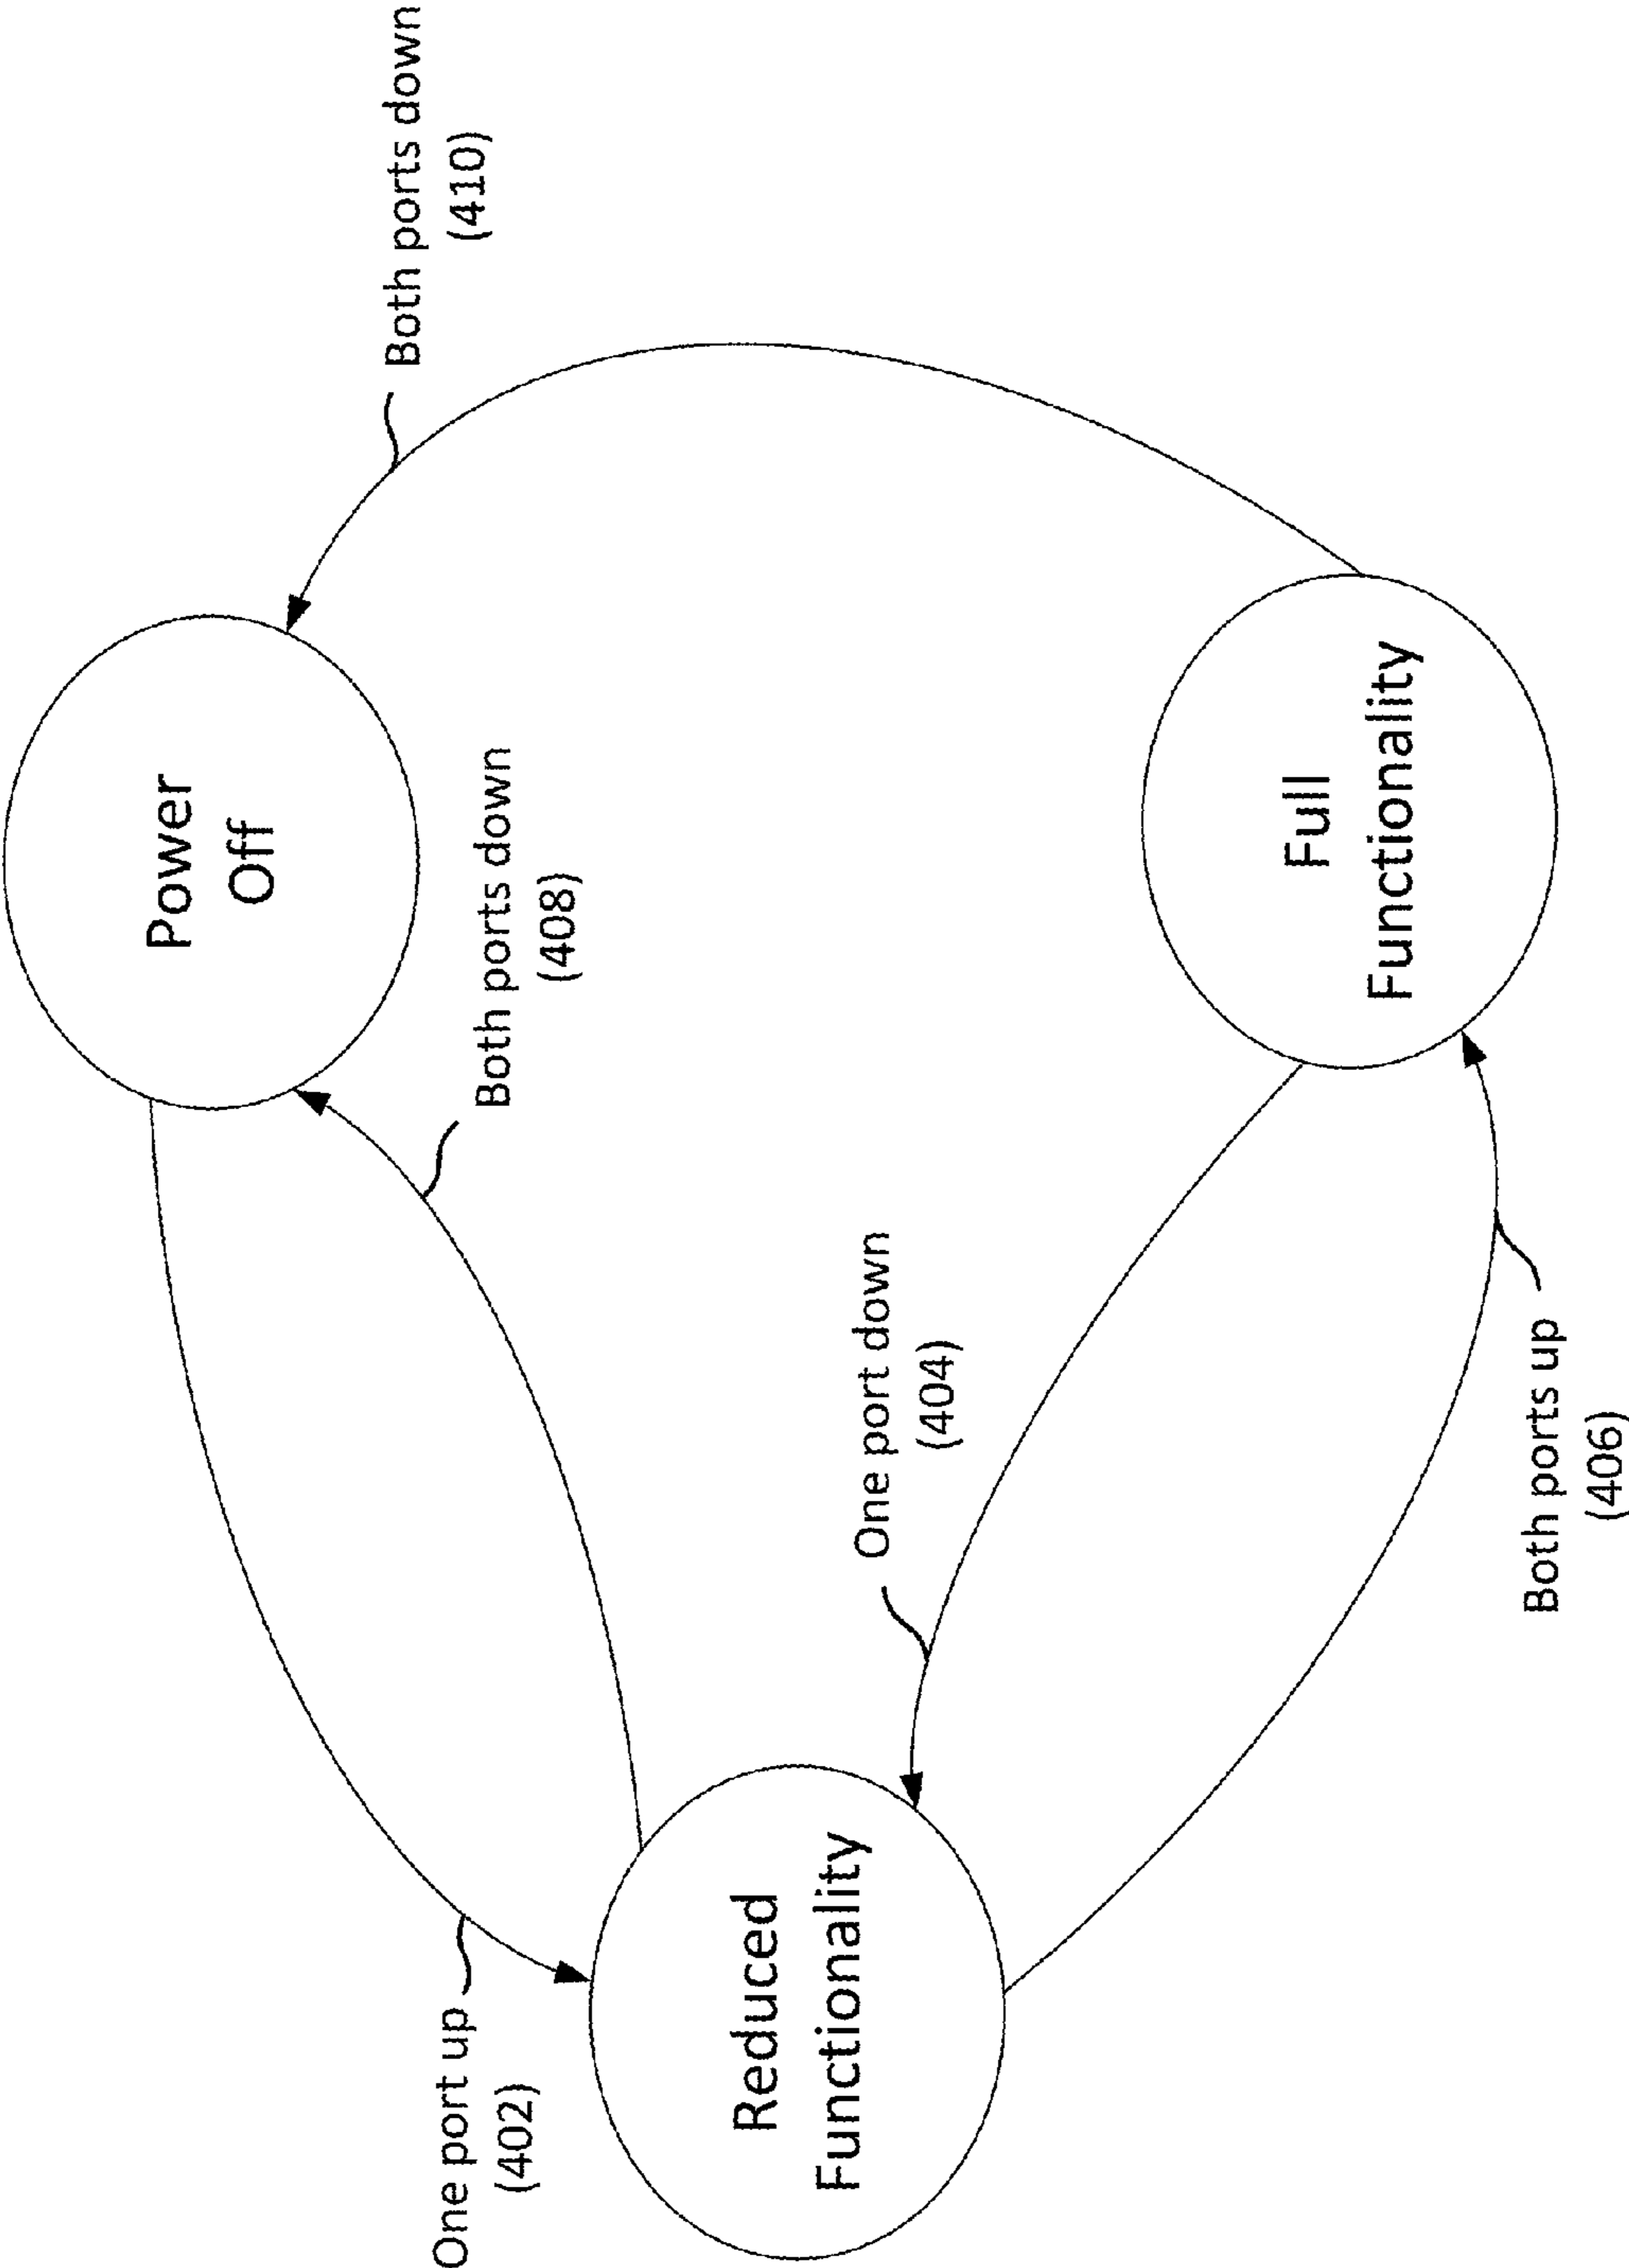 Power
Off
Both ports down
(410)
One port up
(402)
Both ports down
(408)
Reduced
Functionality
One port down
(404)
Full
Functionality
Both ports up
(406)